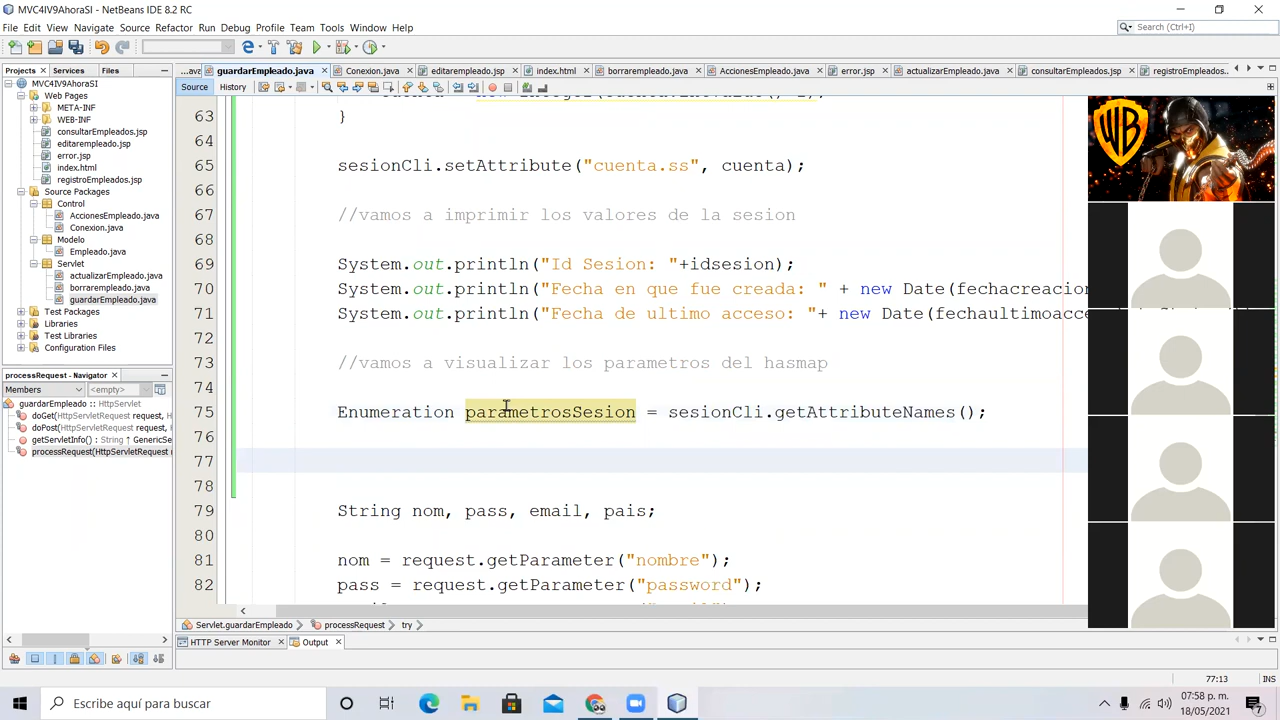 MVC4IV9AhoraSI - NetBeans IDE 8.2 RC
File Edit View Navigate Source Refactor Run Debug Profile Team Tools Window Help
Search (Ctrl+I)
Projects Services Files
...ava guardarEmpleado.java Conexion.java editarempleado.jsp index.html borrarempleado.java AccionesEmpleado.java error.jsp actualizarEmpleado.java consultarEmpleados.jsp registroEmplea
Source History
MVC4IV9AhoraSI
Web Pages
META-INF
WEB-INF
consultarEmpleados.jsp
editarempleado.jsp
error.jsp
index.html
registroEmpleados.jsp
Source Packages
Control
AccionesEmpleado.java
Conexion.java
Modelo
Empleado.java
Servlet
actualizarEmpleado.java
borrarempleado.java
guardarEmpleado.java
Test Packages
Libraries
Test Libraries
Configuration Files
processRequest - Navigator
Members <empty>
guardarEmpleado :: HttpServlet
doGet(HttpServletRequest request,
doPost(HttpServletRequest request,
getServletInfo() : String ↑ GenericSe
processRequest(HttpServletRequest
63 }
64
65 sesionCli.setAttribute("cuenta.ss", cuenta);
66
67 //vamos a imprimir los valores de la sesion
68
69 System.out.println("Id Sesion: "+idsesion);
70 System.out.println("Fecha en que fue creada: " + new Date(fechacreacion
71 System.out.println("Fecha de ultimo acceso: "+ new Date(fechaultimoacce
72
73 //vamos a visualizar los parametros del hasmap
74
75 Enumeration parametrosSesion = sesionCli.getAttributeNames();
76
77
78
79 String nom, pass, email, pais;
80
81 nom = request.getParameter("nombre");
82 pass = request.getParameter("password");
Servlet.guardarEmpleado processRequest try
HTTP Server Monitor Output
77:13 INS
WB
Escribe aquí para buscar
07:58 p. m.
18/05/2021
7